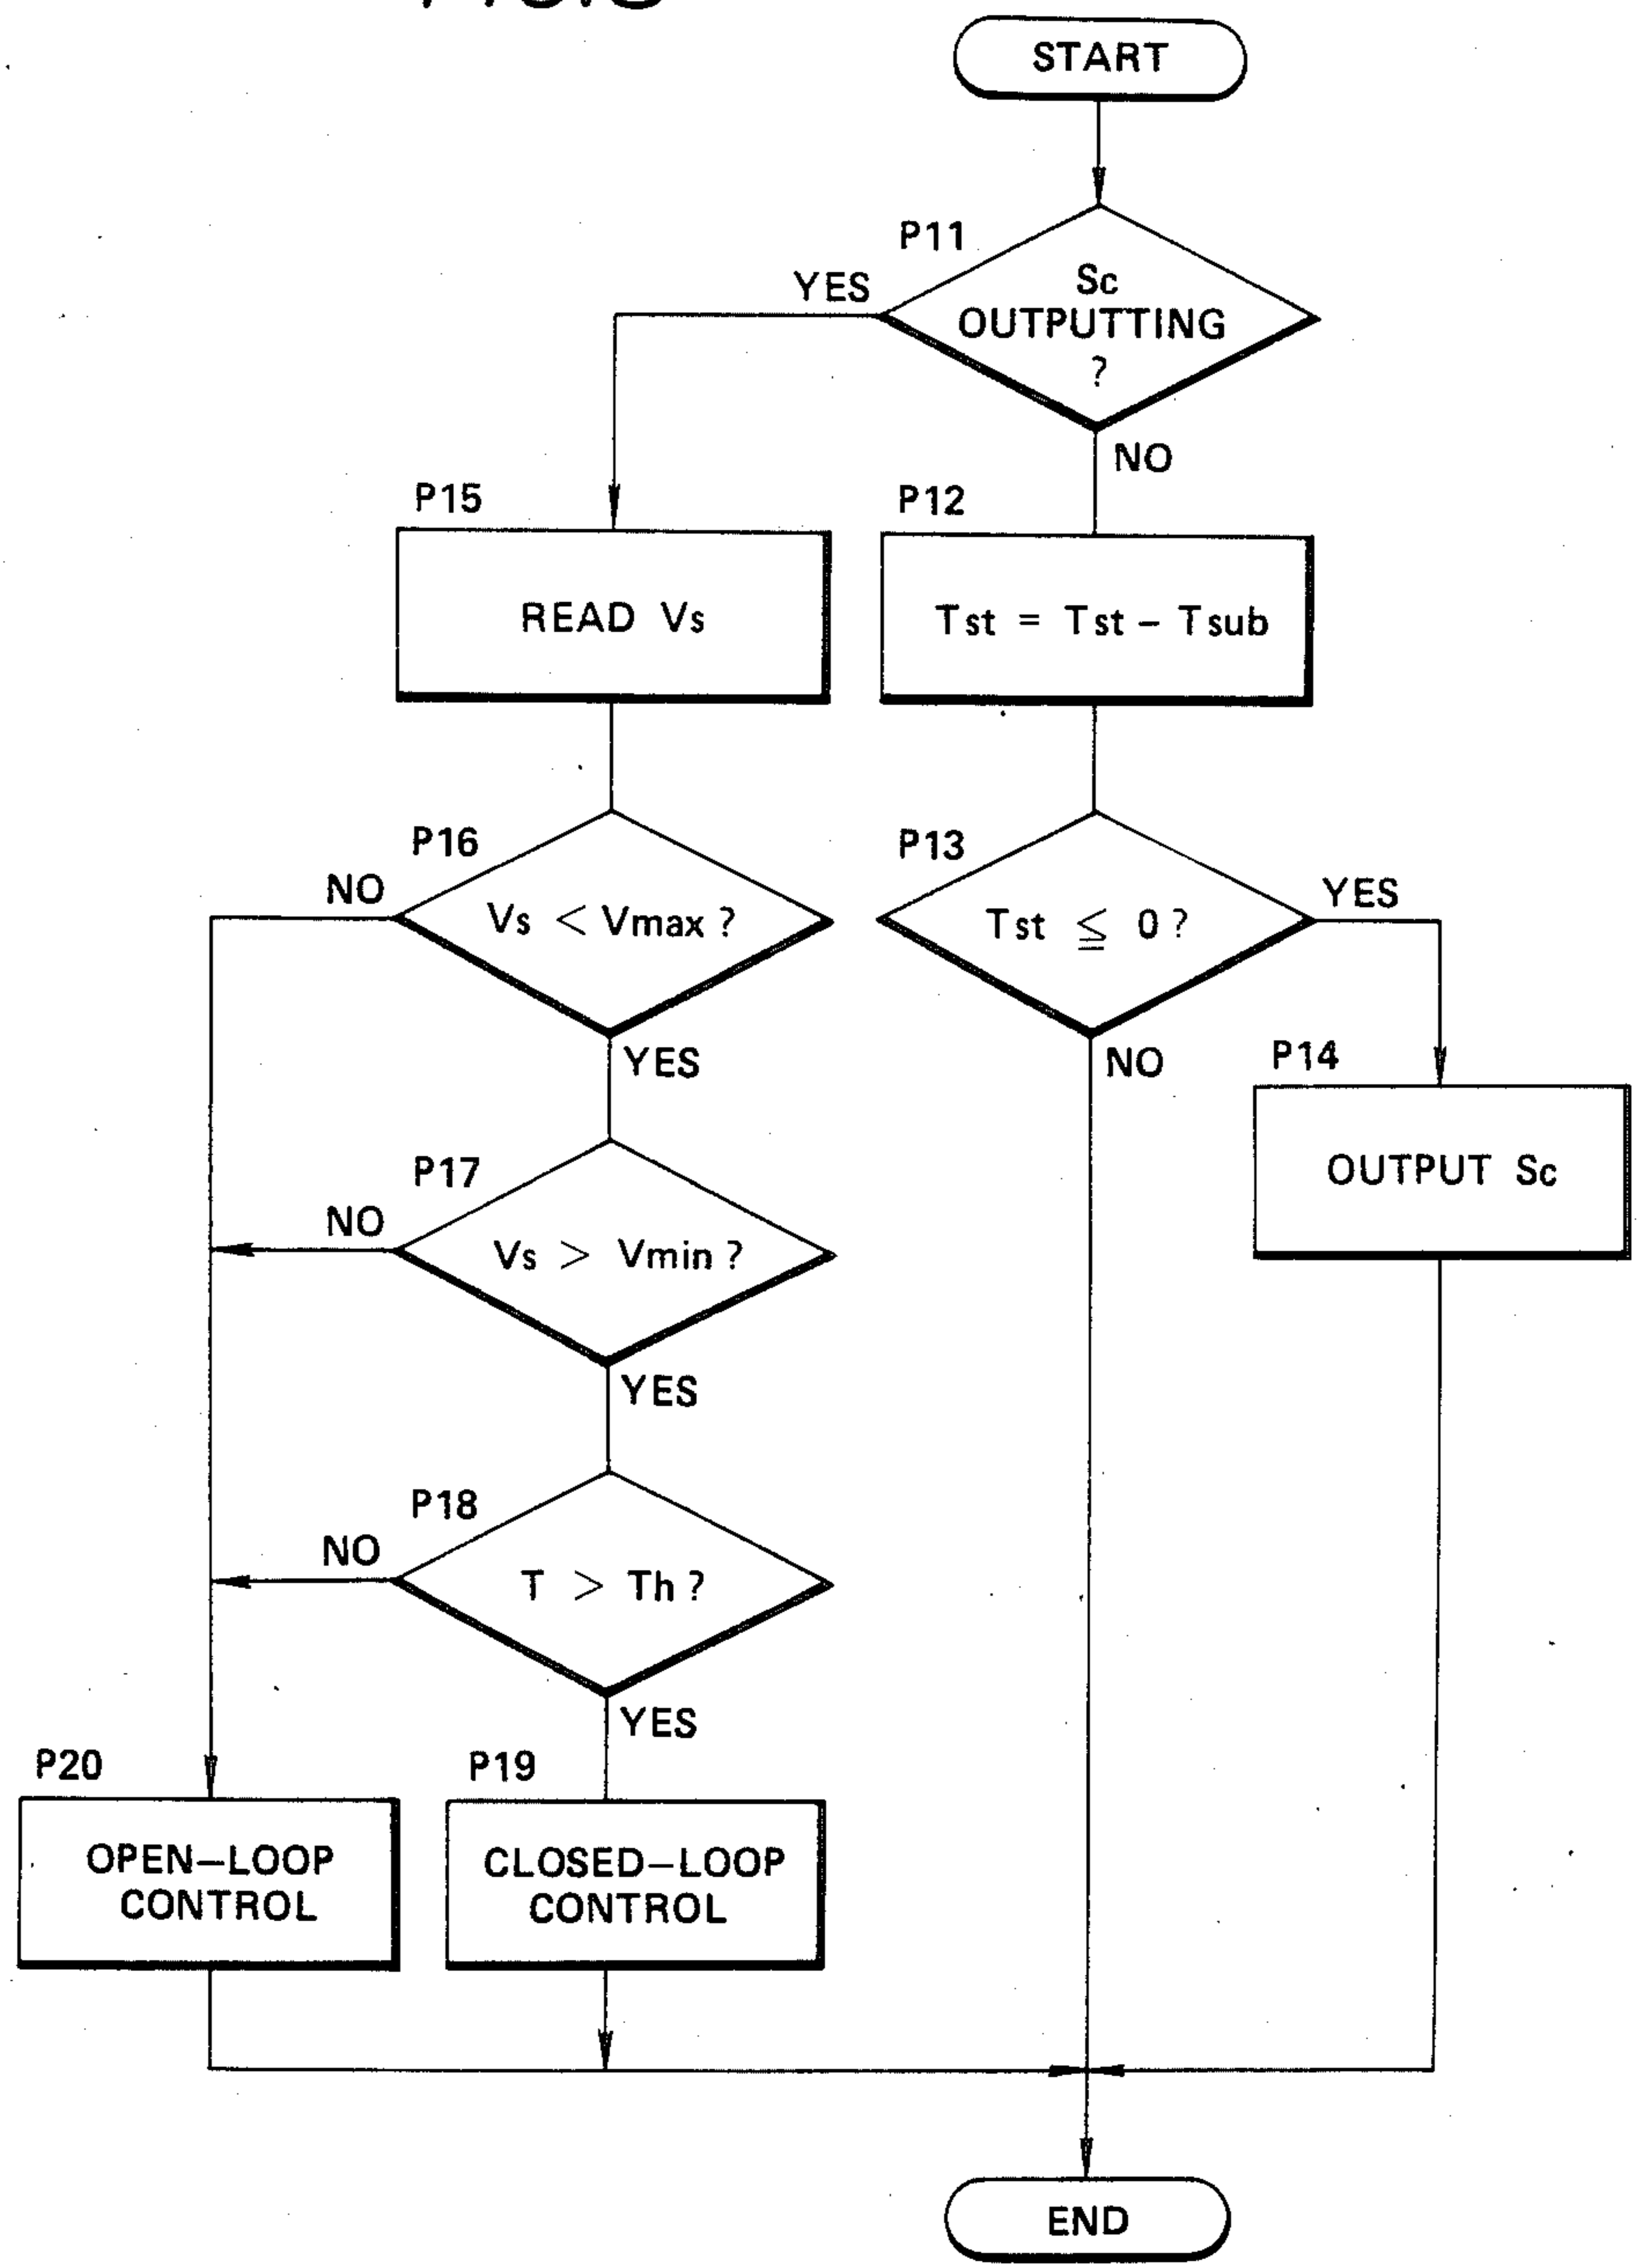 START
P11
Sc
OUTPUTTING
?
YES
NO
P15
READ Vs
P12
Tst = Tst – Tsub
P16
Vs < Vmax ?
NO
YES
P13
Tst ≦ 0 ?
YES
NO
P14
OUTPUT Sc
P17
Vs > Vmin ?
NO
YES
P18
T > Th ?
NO
YES
P20
OPEN–LOOP
CONTROL
P19
CLOSED–LOOP
CONTROL
END